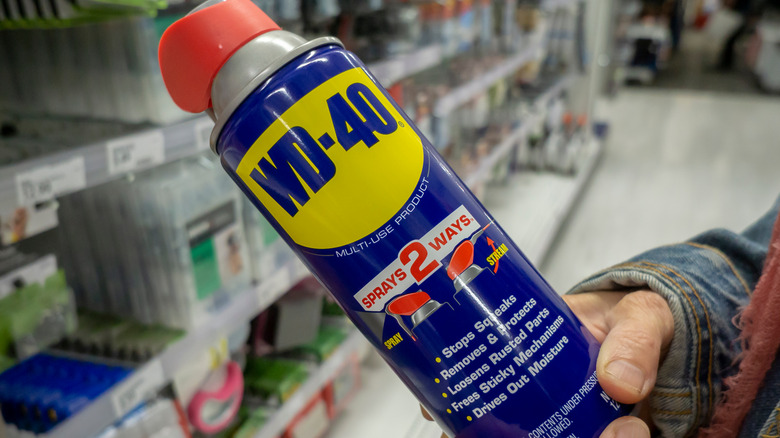 WD-40®
MULTI-USE PRODUCT
SPRAYS 2 WAYS
STREAM
SPRAY
• Stops Squeaks
• Removes & Protects
• Loosens Rusted Parts
• Frees Sticky Mechanisms
• Drives Out Moisture
CONTENTS UNDER PRESSURE